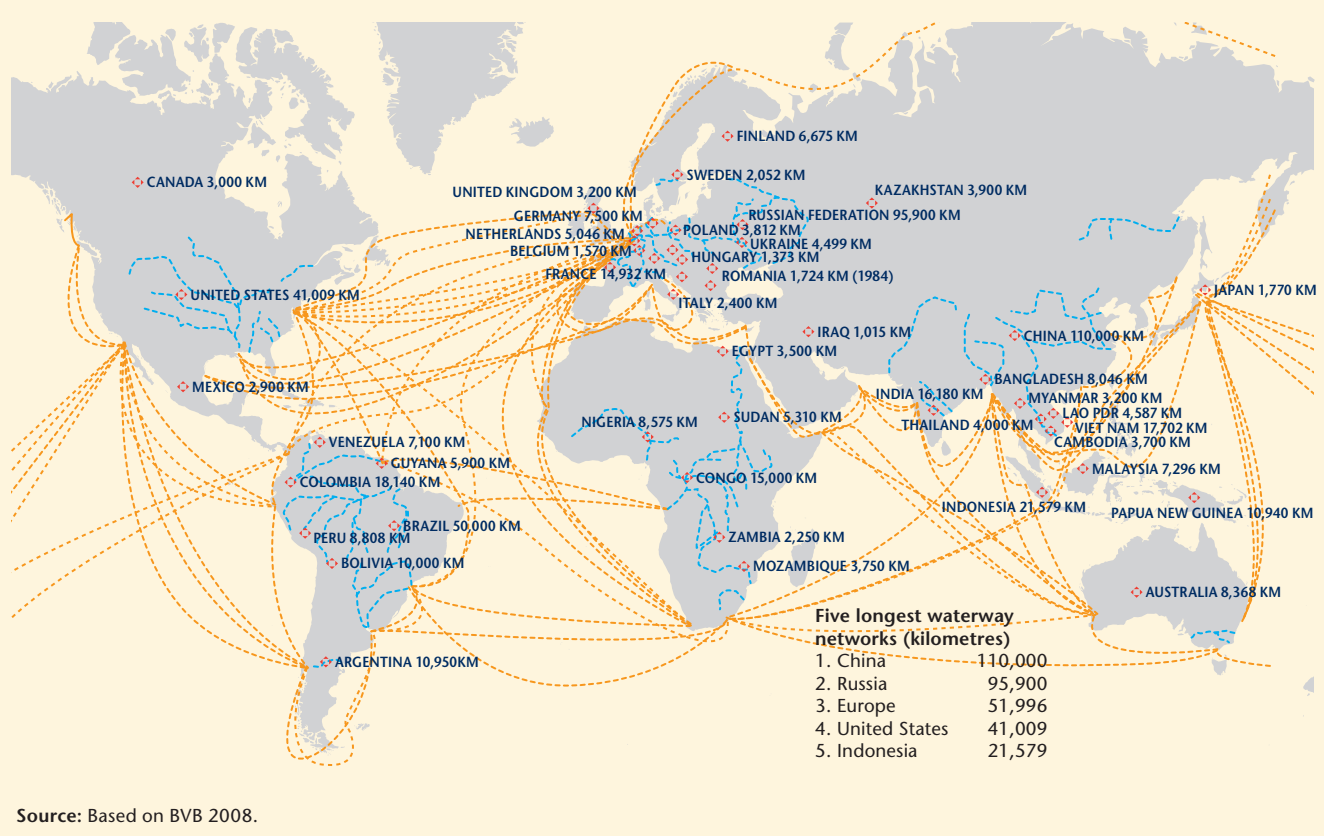 FINLAND 6,675 KM
SWEDEN 2,052 KM
CANADA 3,000 KM
UNITED KINGDOM 3,200 KM
KAZAKHSTAN 3,900 KM
GERMANY 7,500 KM
RUSSIAN FEDERATION 95,900 KM
NETHERLANDS 5,046 KM
POLAND 3,812 KM
UKRAINE 4,499 KM
BELGIUM 1,570 KM
HUNGARY 1,373 KM
FRANCE 14,932 KM
ROMANIA 1,724 KM (1984)
UNITED STATES 41,009 KM
ITALY 2,400 KM
JAPAN 1,770 KM
IRAQ 1,015 KM
CHINA 110,000 KM
EGYPT 3,500 KM
MEXICO 2,900 KM
BANGLADESH 8,046 KM
INDIA 16,180 KM
MYANMAR 3,200 KM
NIGERIA 8,575 KM
SUDAN 5,310 KM
LAO PDR 4,587 KM
THAILAND 4,000 KM
VIET NAM 17,702 KM
VENEZUELA 7,100 KM
CAMBODIA 3,700 KM
GUYANA 5,900 KM
MALAYSIA 7,296 KM
COLOMBIA 18,140 KM
CONGO 15,000 KM
INDONESIA 21,579 KM
PAPUA NEW GUINEA 10,940 KM
BRAZIL 50,000 KM
PERU 8,808 KM
ZAMBIA 2,250 KM
BOLIVIA 10,000 KM
MOZAMBIQUE 3,750 KM
AUSTRALIA 8,368 KM
ARGENTINA 10,950KM
Five longest waterway
networks (kilometres)
1. China 110,000
2. Russia 95,900
3. Europe 51,996
4. United States 41,009
5. Indonesia 21,579
Source: Based on BVB 2008.